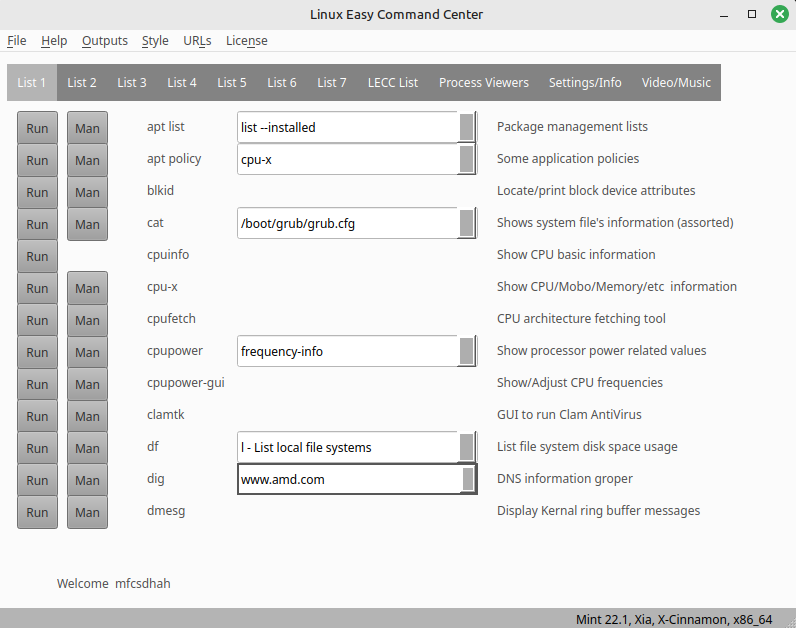 Linux Easy Command Center
File Help Outputs Style URLs License
List 1 List 2 List 3 List 4 List 5 List 6 List 7 LECC List Process Viewers Settings/Info Video/Music
Run Man apt list list --installed Package management lists
Run Man apt policy cpu-x Some application policies
Run Man blkid Locate/print block device attributes
Run Man cat /boot/grub/grub.cfg Shows system file's information (assorted)
Run cpuinfo Show CPU basic information
Run Man cpu-x Show CPU/Mobo/Memory/etc information
Run Man cpufetch CPU architecture fetching tool
Run Man cpupower frequency-info Show processor power related values
Run Man cpupower-gui Show/Adjust CPU frequencies
Run Man clamtk GUI to run Clam AntiVirus
Run Man df l - List local file systems List file system disk space usage
Run Man dig www.amd.com DNS information groper
Run Man dmesg Display Kernal ring buffer messages
Welcome mfcsdhah
Mint 22.1, Xia, X-Cinnamon, x86_64